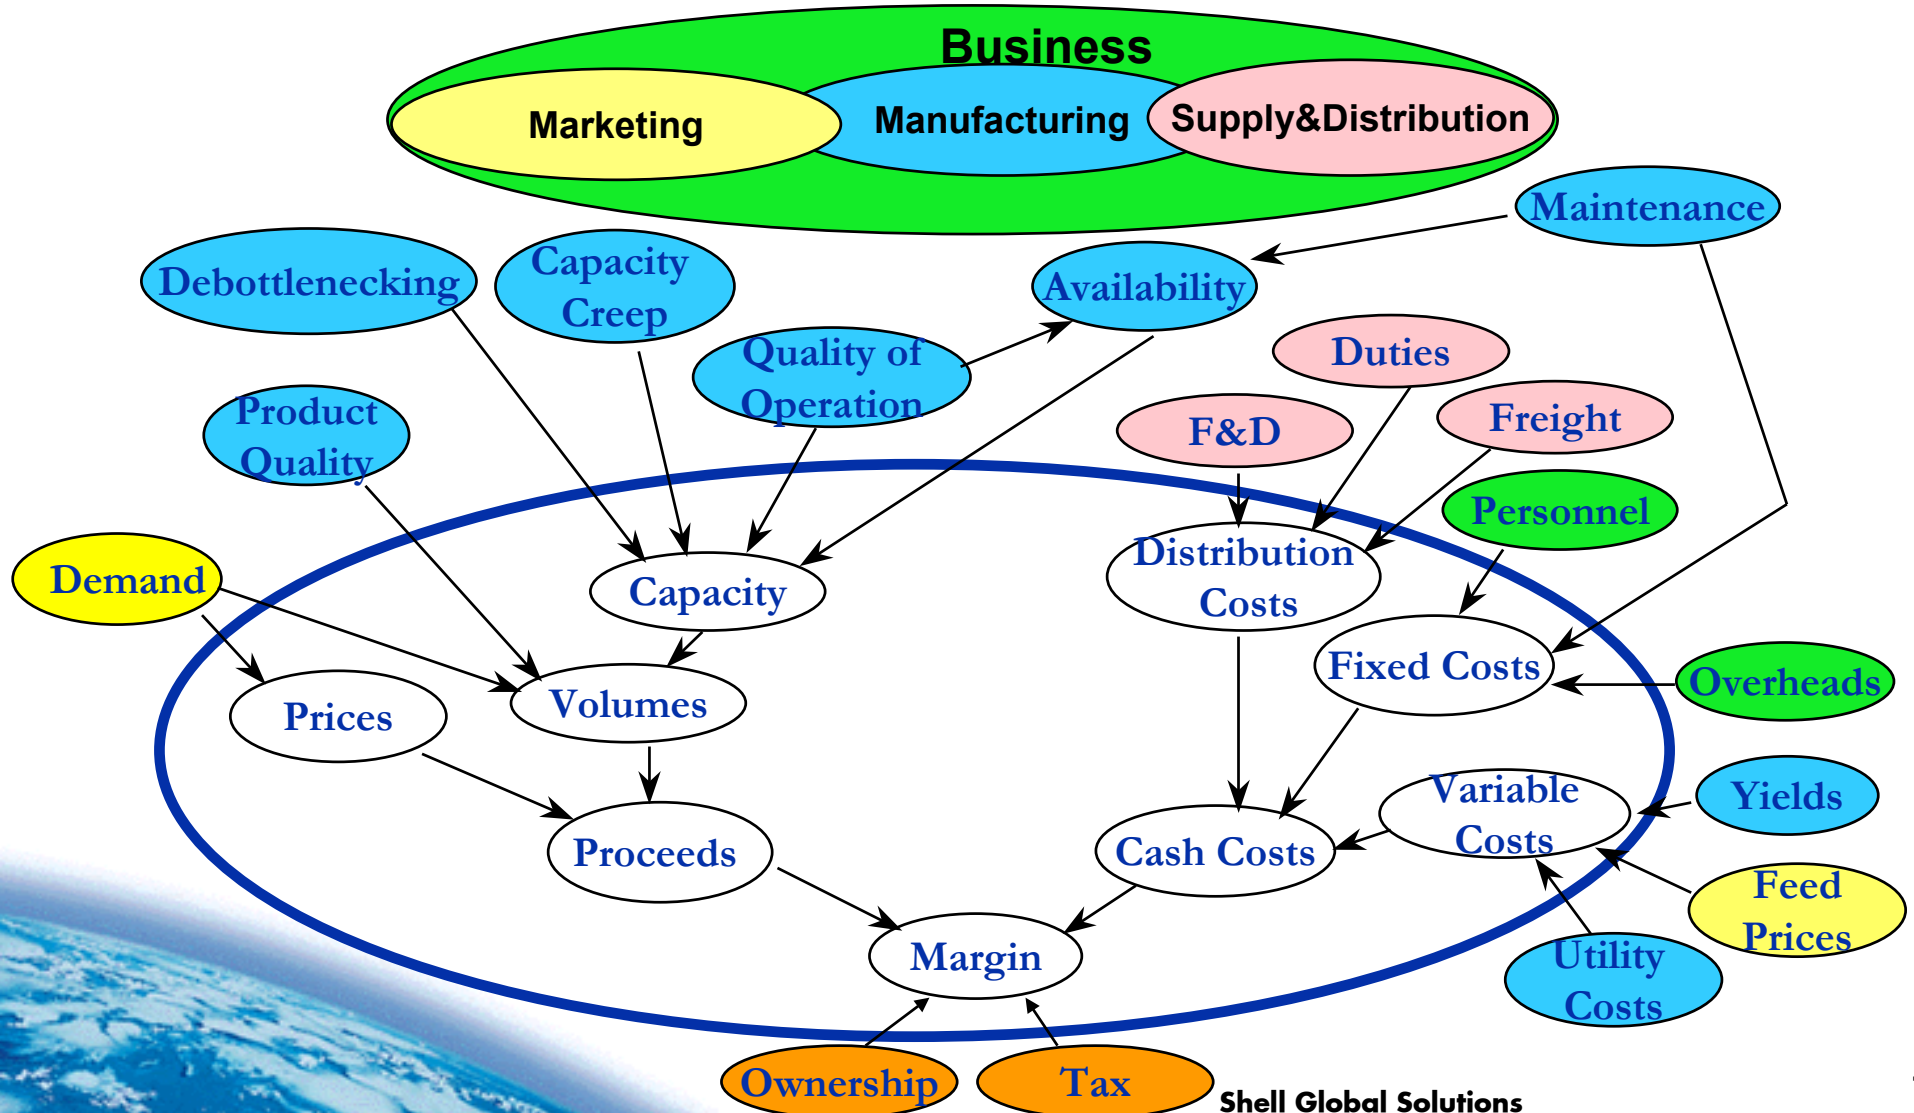 Business
Marketing
Manufacturing
Supply&Distribution
Maintenance
Debottlenecking
Capacity
Creep
Availability
Quality of
Operation
Duties
Product
Quality
F&D
Freight
Personnel
Demand
Capacity
Distribution
Costs
Prices
Volumes
Fixed Costs
Overheads
Proceeds
Cash Costs
Variable
Costs
Yields
Feed
Prices
Margin
Utility
Costs
Ownership
Tax
Shell Global Solutions